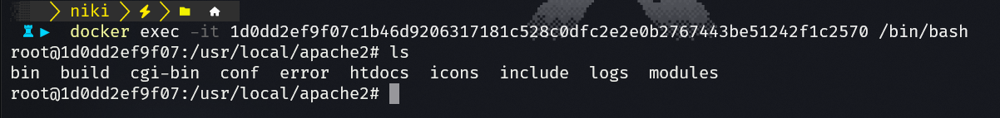 niki
docker exec -it 1d0dd2ef9f07c1b46d9206317181c528c0dfc2e2e0b2767443be51242f1c2570 /bin/bash
root@1d0dd2ef9f07:/usr/local/apache2# ls
bin build cgi-bin conf error htdocs icons include logs modules
root@1d0dd2ef9f07:/usr/local/apache2#